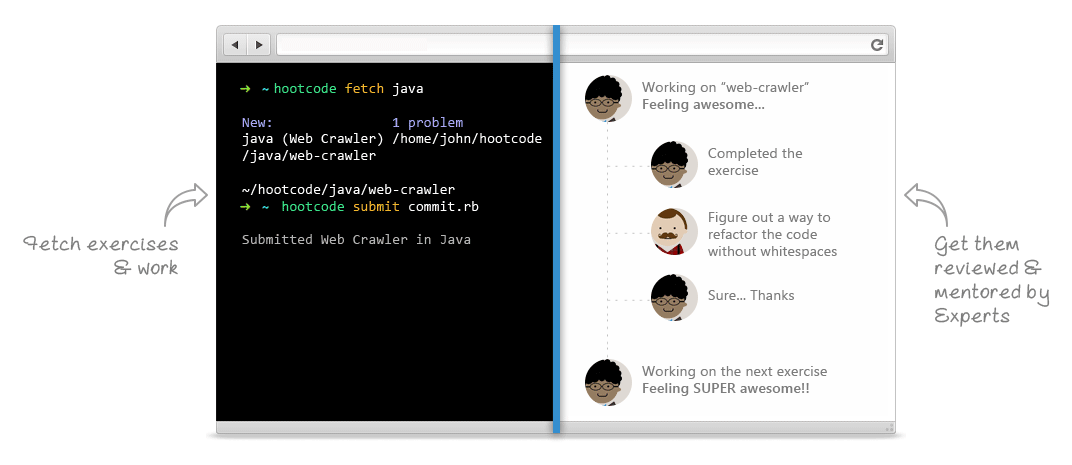 ➜ ~ hootcode fetch java
New: 1 problem
java (Web Crawler) /home/john/hootcode
/java/web-crawler
~/hootcode/java/web-crawler
➜ ~ hootcode submit commit.rb
Submitted Web Crawler in Java
Fetch exercises
& work
Working on “web-crawler”
Feeling awesome...
Completed the
exercise
Figure out a way to
refactor the code
without whitespaces
Sure... Thanks
Working on the next exercise
Feeling SUPER awesome!!
Get them
reviewed &
mentored by
Experts